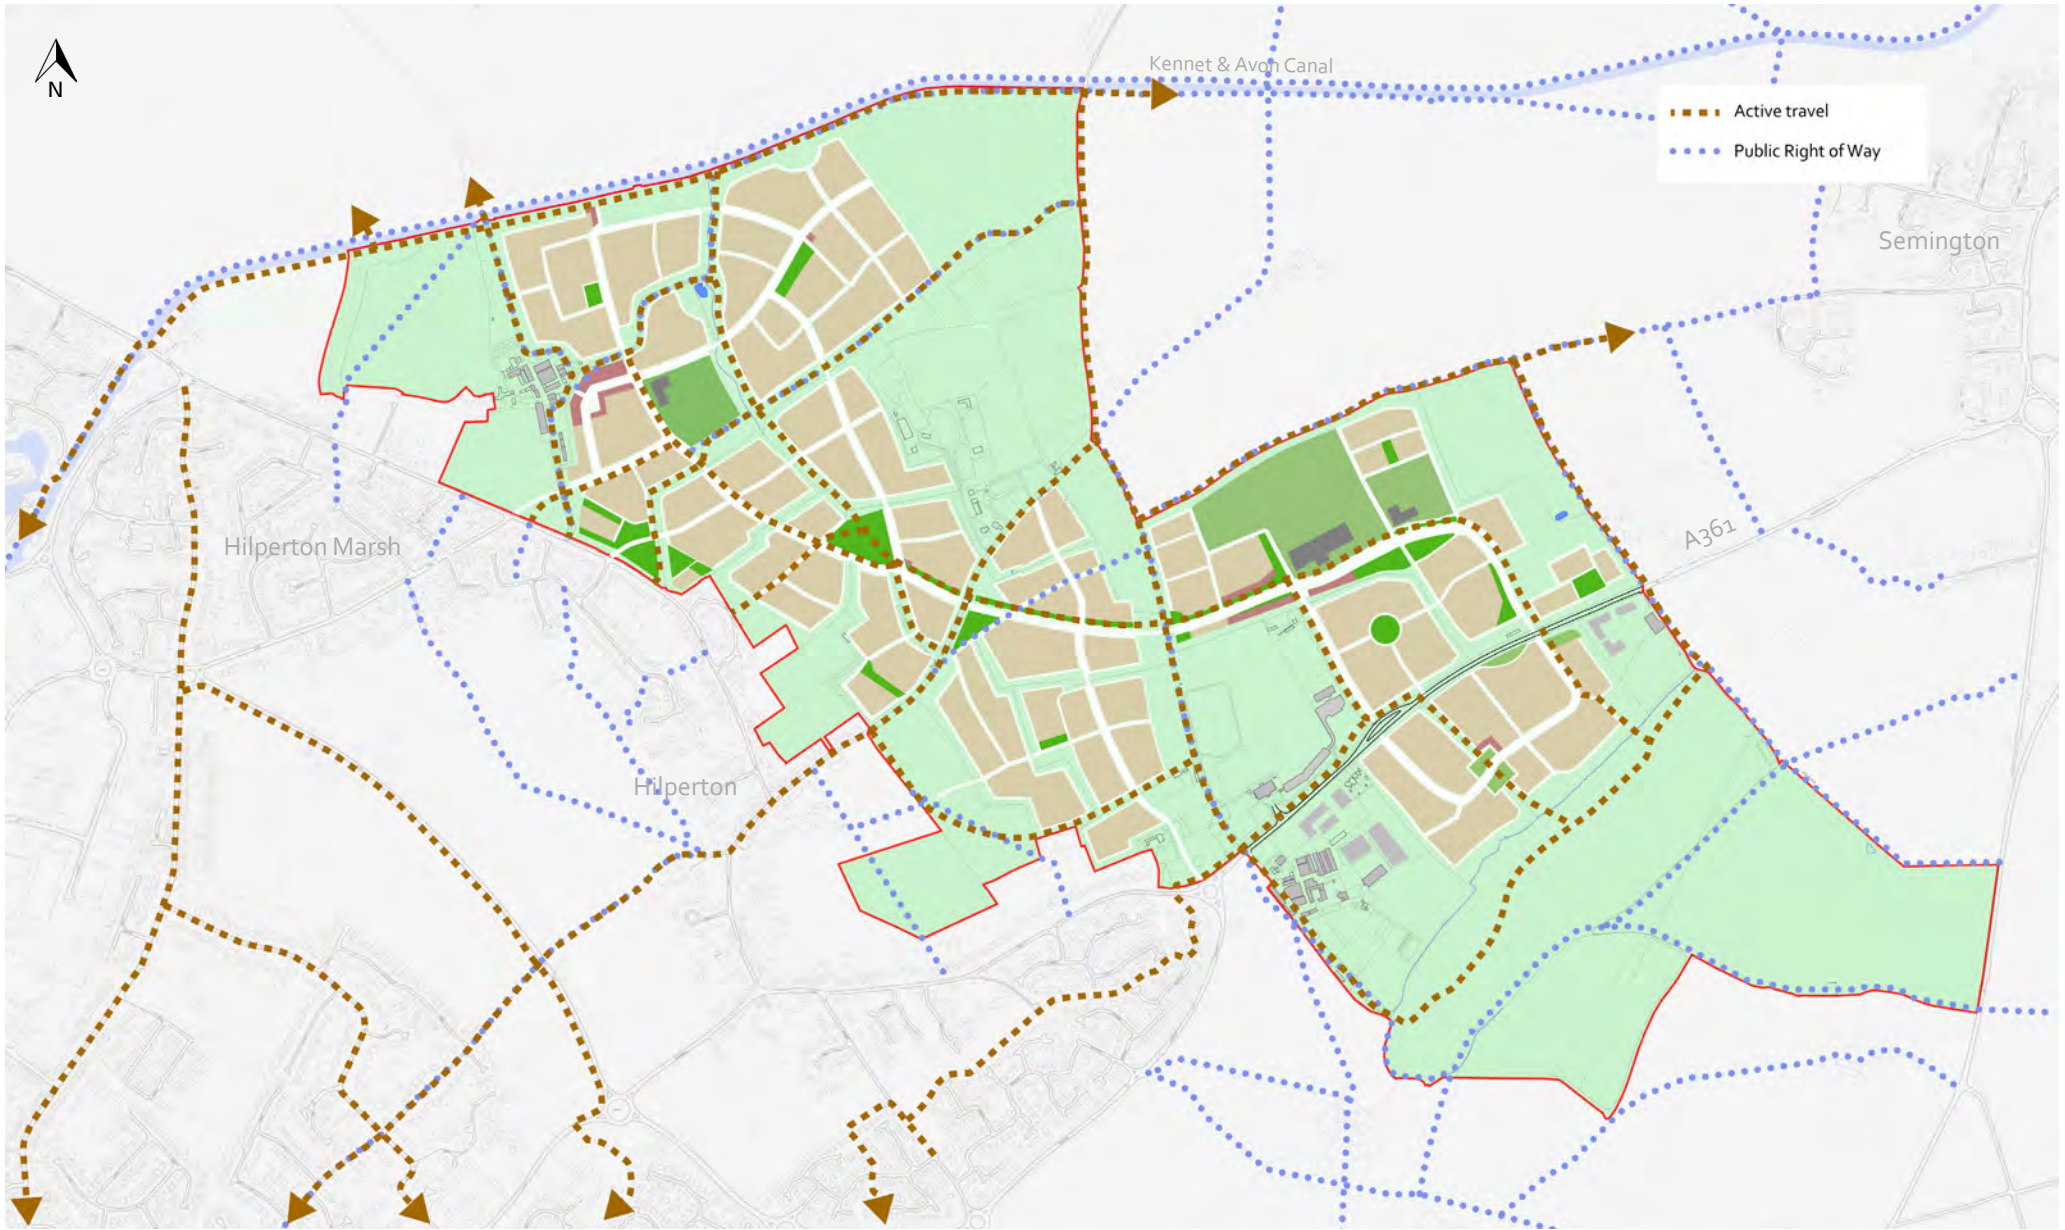 Kennet & Avon Canal
N
Active travel
Public Right of Way
Semington
A361
Hilperton Marsh
Hilperton